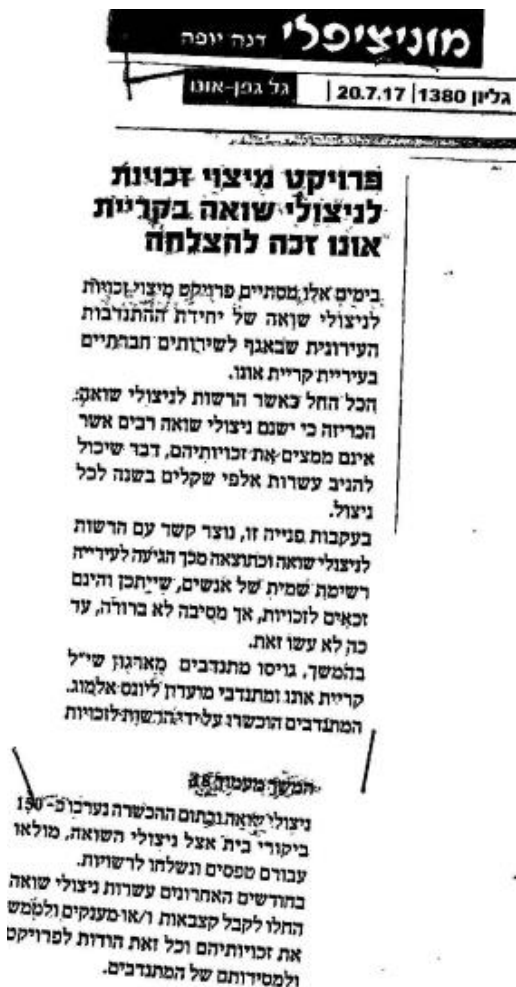 מוניציפלי דנה יופה
גליון 1380 | 20.7.17 | גל גפן-אונו
פרויקט מיצוי זכויות
לניצולי שואה בקריית
אונו זכה להצלחה
בימים אלו מסתיים פרויקט מיצוי זכויות
לניצולי שואה של יחידת ההתנדבות
העירונית שבאגף לשירותים חברתיים
בעיריית קריית אונו.
הכל החל כאשר הרשות לניצולי שואה
הכריזה כי ישנם ניצולי שואה רבים אשר
אינם ממצים את זכויותיהם, דבר שיכול
להניב עשרות אלפי שקלים בשנה לכל
ניצול.
בעקבות פנייה זו, נוצר קשר עם הרשות
לניצולי שואה וכתוצאה מכך הגיעה לעירייה
רשימה שמית של אנשים, שייתכן והינם
זכאים לזכויות, אך מסיבה לא ברורה, עד
כה לא עשו זאת.
בהמשך, גויסו מתנדבים מארגון שי"ל
קריית אונו ומתנדבי מועדון ליונס אלמוג.
המתנדבים הוכשרו על ידי הרשות לזכויות
המשך מעמוד 18
ניצולי שואה ובתום ההכשרה נערכו כ- 150
ביקורי בית אצל ניצולי השואה, מולאו
עבורם טפסים ונשלחו לרשויות.
בחודשים האחרונים עשרות ניצולי שואה
החלו לקבל קצבאות ו/או מענקים ולממש
את זכויותיהם וכל זאת הודות לפרויקט
ולמסירותם של המתנדבים.